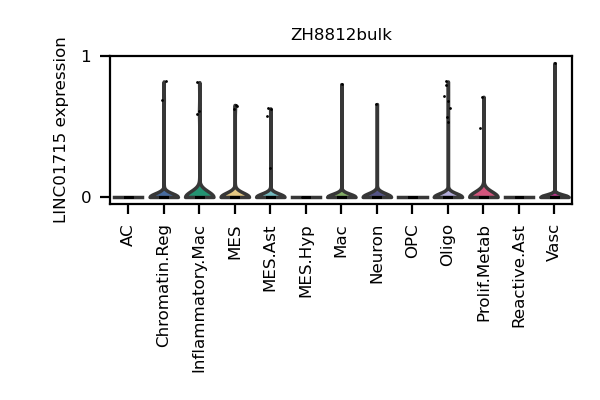 ZH8812bulk
LINC01715 expression
1
0
AC
Chromatin.Reg
Inflammatory.Mac
MES
MES.Ast
MES.Hyp
Mac
Neuron
OPC
Oligo
Prolif.Metab
Reactive.Ast
Vasc